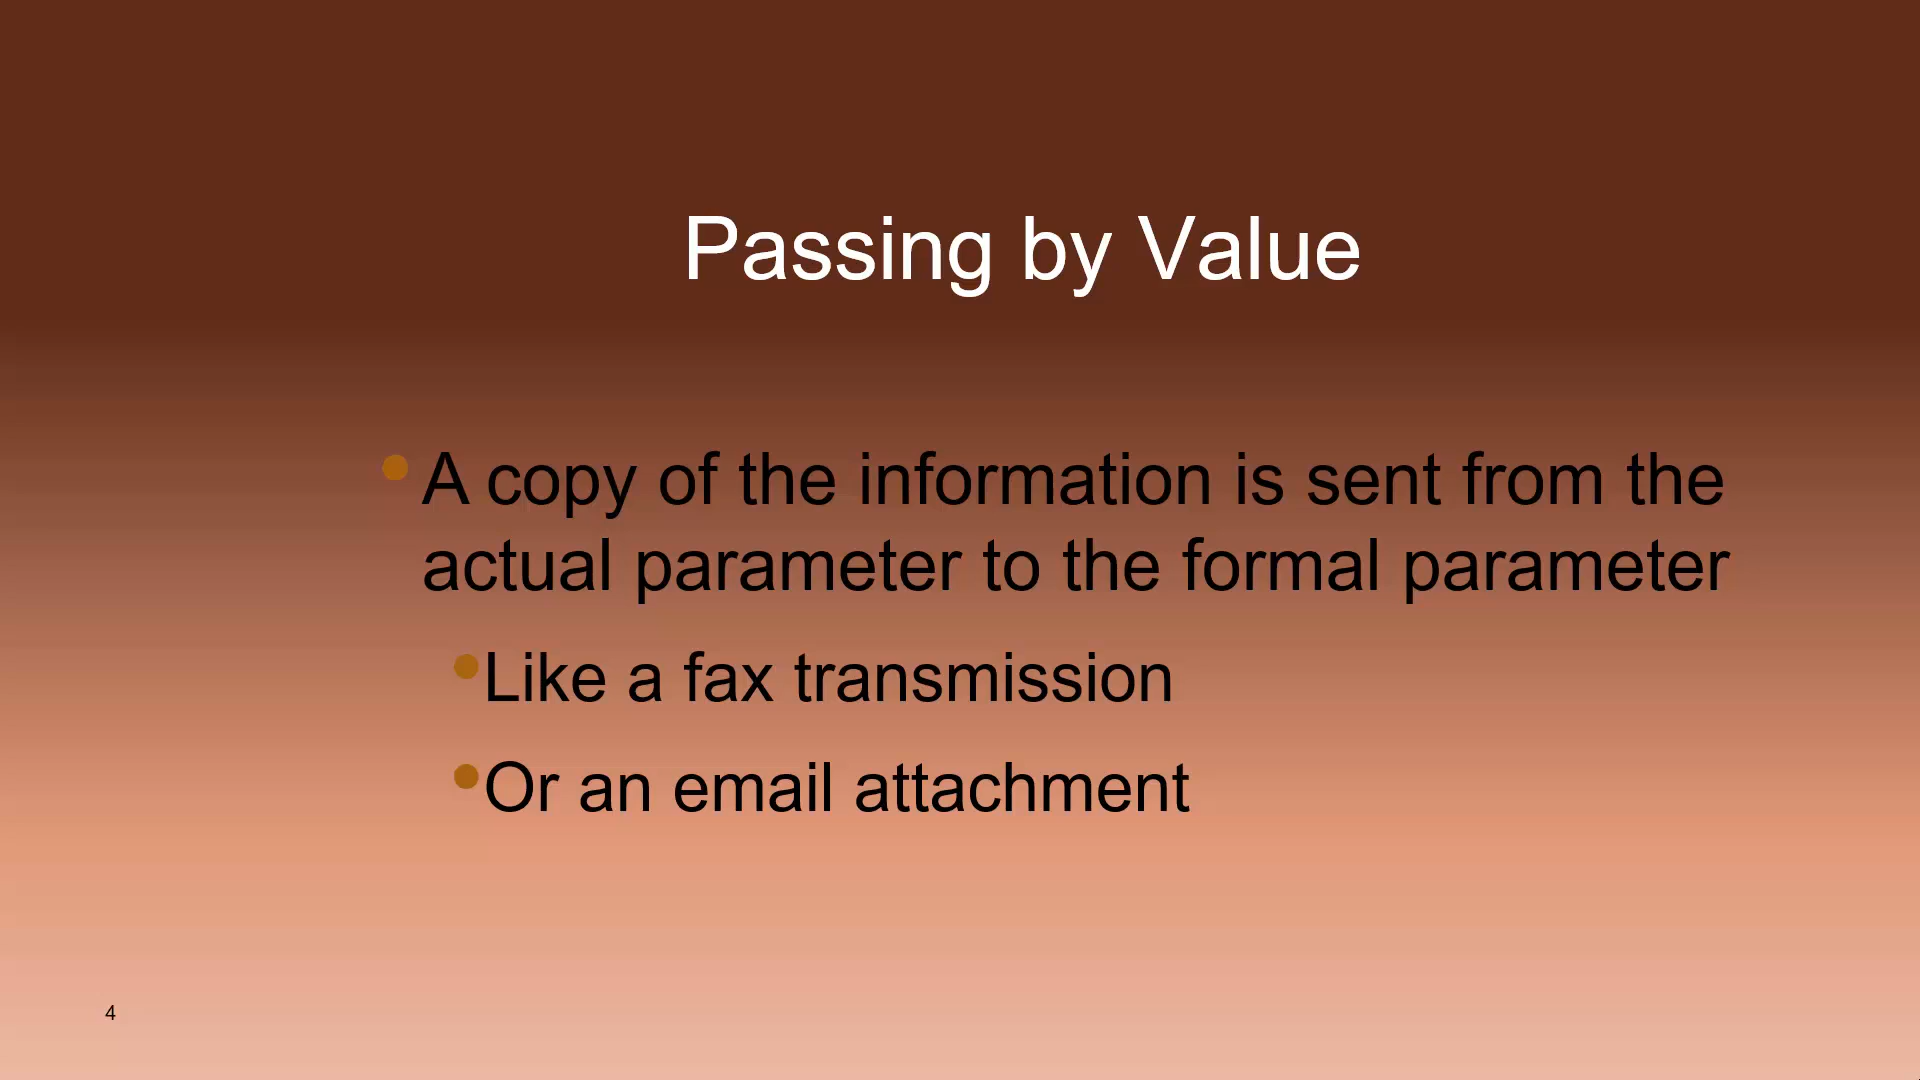 Passing by Value
• A copy of the information is sent from the
actual parameter to the formal parameter
• Like a fax transmission
• Or an email attachment
4